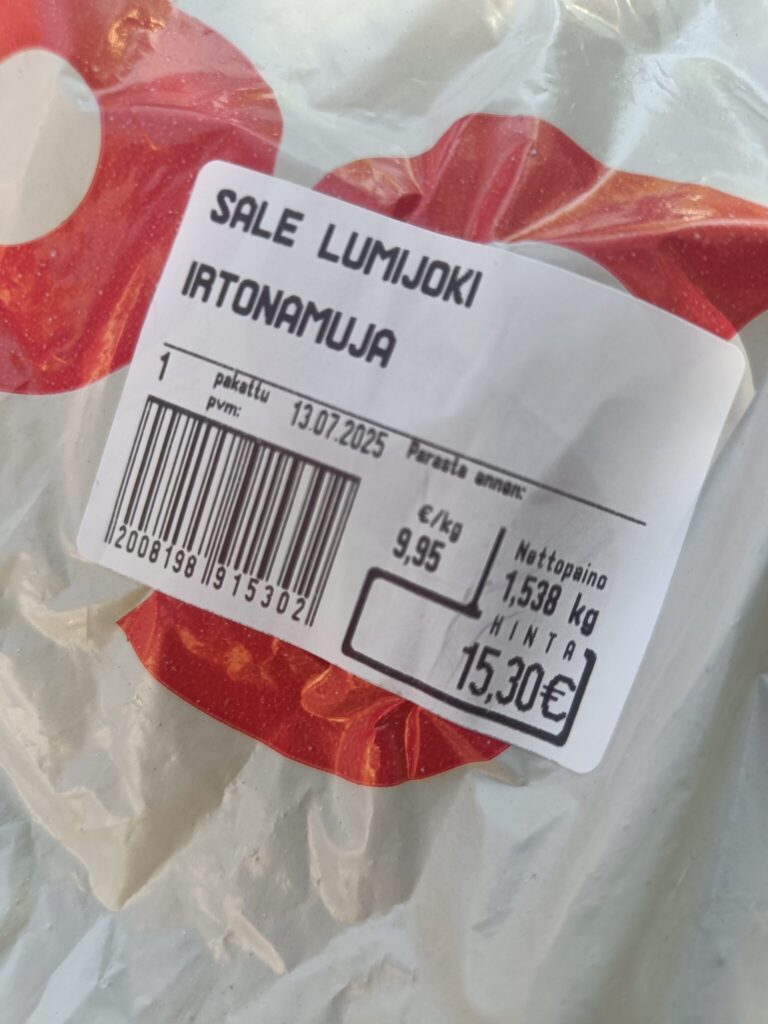 SALE LUMIJOKI
IRTONAMUJA
1 pakattu pvm: 13.07.2025 Parasta ennen:
€/kg
9,95
Nettopaino
1,538 kg
HINTA
15,30€
2008198 915302